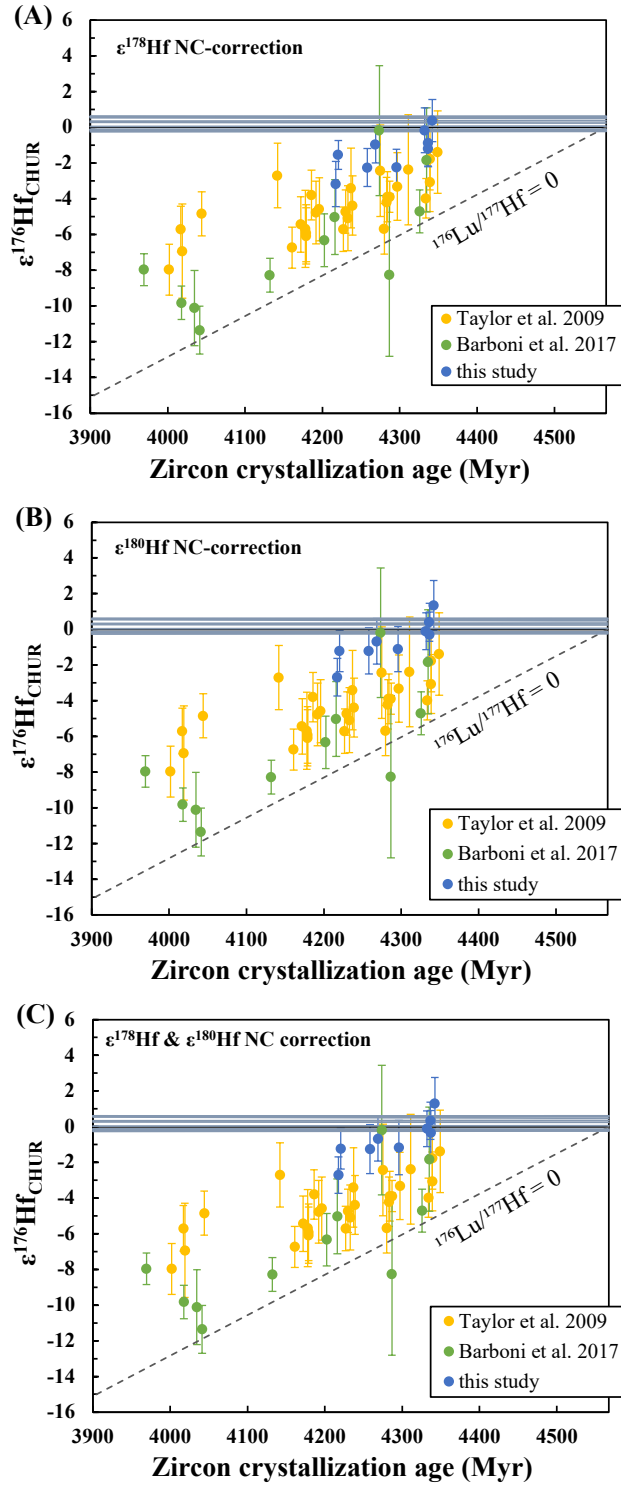 (A)
ε¹⁷⁸Hf NC-correction
6
4
2
0
-2
-4
-6
-8
-10
-12
-14
-16
ε¹⁷⁶Hf_CHUR
¹⁷⁶Lu/¹⁷⁷Hf = 0
Taylor et al. 2009
Barboni et al. 2017
this study
3900 4000 4100 4200 4300 4400 4500
Zircon crystallization age (Myr)
(B)
ε¹⁸⁰Hf NC-correction
6
4
2
0
-2
-4
-6
-8
-10
-12
-14
-16
ε¹⁷⁶Hf_CHUR
¹⁷⁶Lu/¹⁷⁷Hf = 0
Taylor et al. 2009
Barboni et al. 2017
this study
3900 4000 4100 4200 4300 4400 4500
Zircon crystallization age (Myr)
(C)
ε¹⁷⁸Hf & ε¹⁸⁰Hf NC correction
6
4
2
0
-2
-4
-6
-8
-10
-12
-14
-16
ε¹⁷⁶Hf_CHUR
¹⁷⁶Lu/¹⁷⁷Hf = 0
Taylor et al. 2009
Barboni et al. 2017
this study
3900 4000 4100 4200 4300 4400 4500
Zircon crystallization age (Myr)